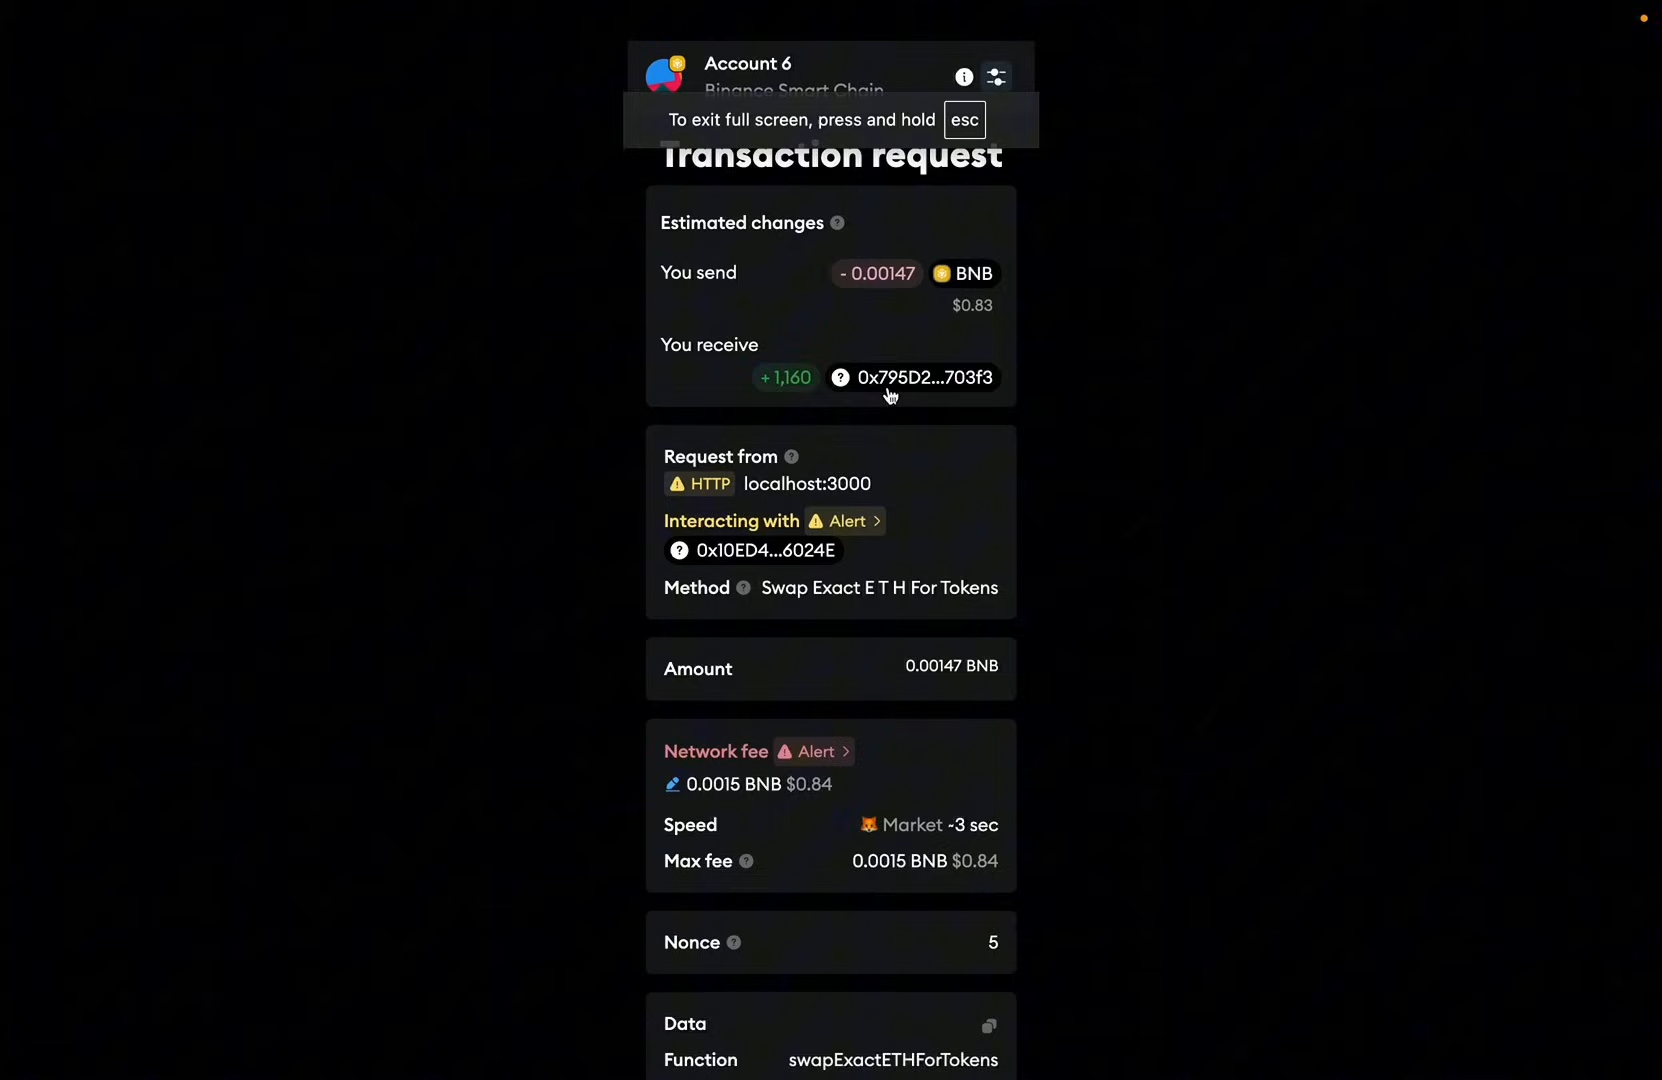 Account 6
Binance Smart Chain
To exit full screen, press and hold esc
Transaction request
Estimated changes
You send - 0.00147 BNB
$0.83
You receive
+ 1,160 0x795D2...703f3
Request from
HTTP localhost:3000
Interacting with Alert >
0x10ED4...6024E
Method Swap Exact E T H For Tokens
Amount 0.00147 BNB
Network fee Alert >
0.0015 BNB $0.84
Speed Market ~3 sec
Max fee 0.0015 BNB $0.84
Nonce 5
Data
Function swapExactETHForTokens